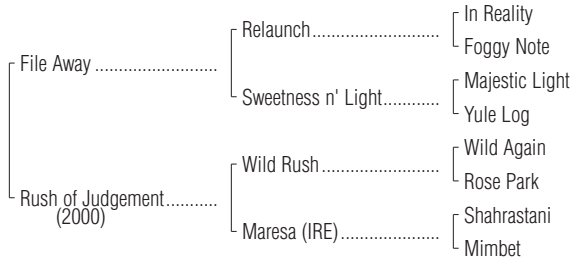 In Reality
Relaunch......................
Foggy Note
File Away .....................
Majestic Light
Sweetness n' Light..........
Yule Log
Wild Again
Wild Rush....................
Rose Park
Rush of Judgement.........
(2000)
Shahrastani
Maresa (IRE).................
Mimbet